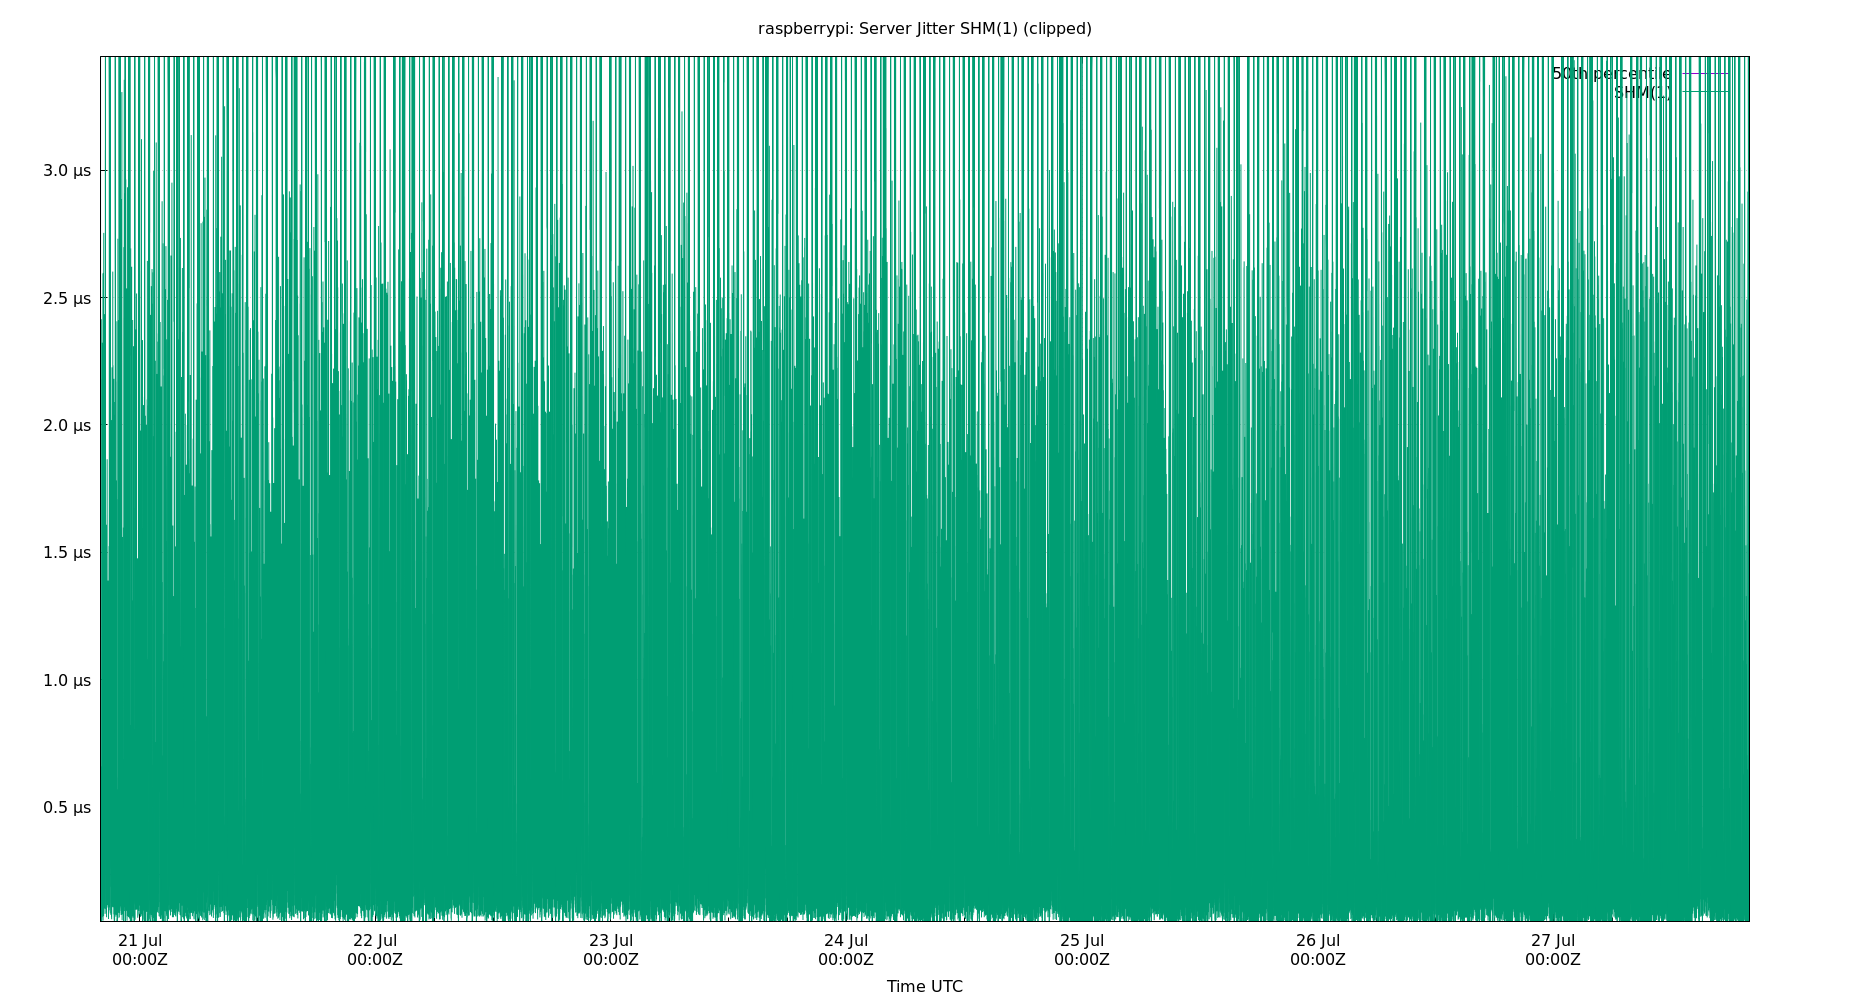 raspberrypi: Server Jitter SHM(1) (clipped)
50th percentile
SHM(1)
3.0 µs
2.5 µs
2.0 µs
1.5 µs
1.0 µs
0.5 µs
21 Jul 22 Jul 23 Jul 24 Jul 25 Jul 26 Jul 27 Jul
00:00Z 00:00Z 00:00Z 00:00Z 00:00Z 00:00Z 00:00Z
Time UTC